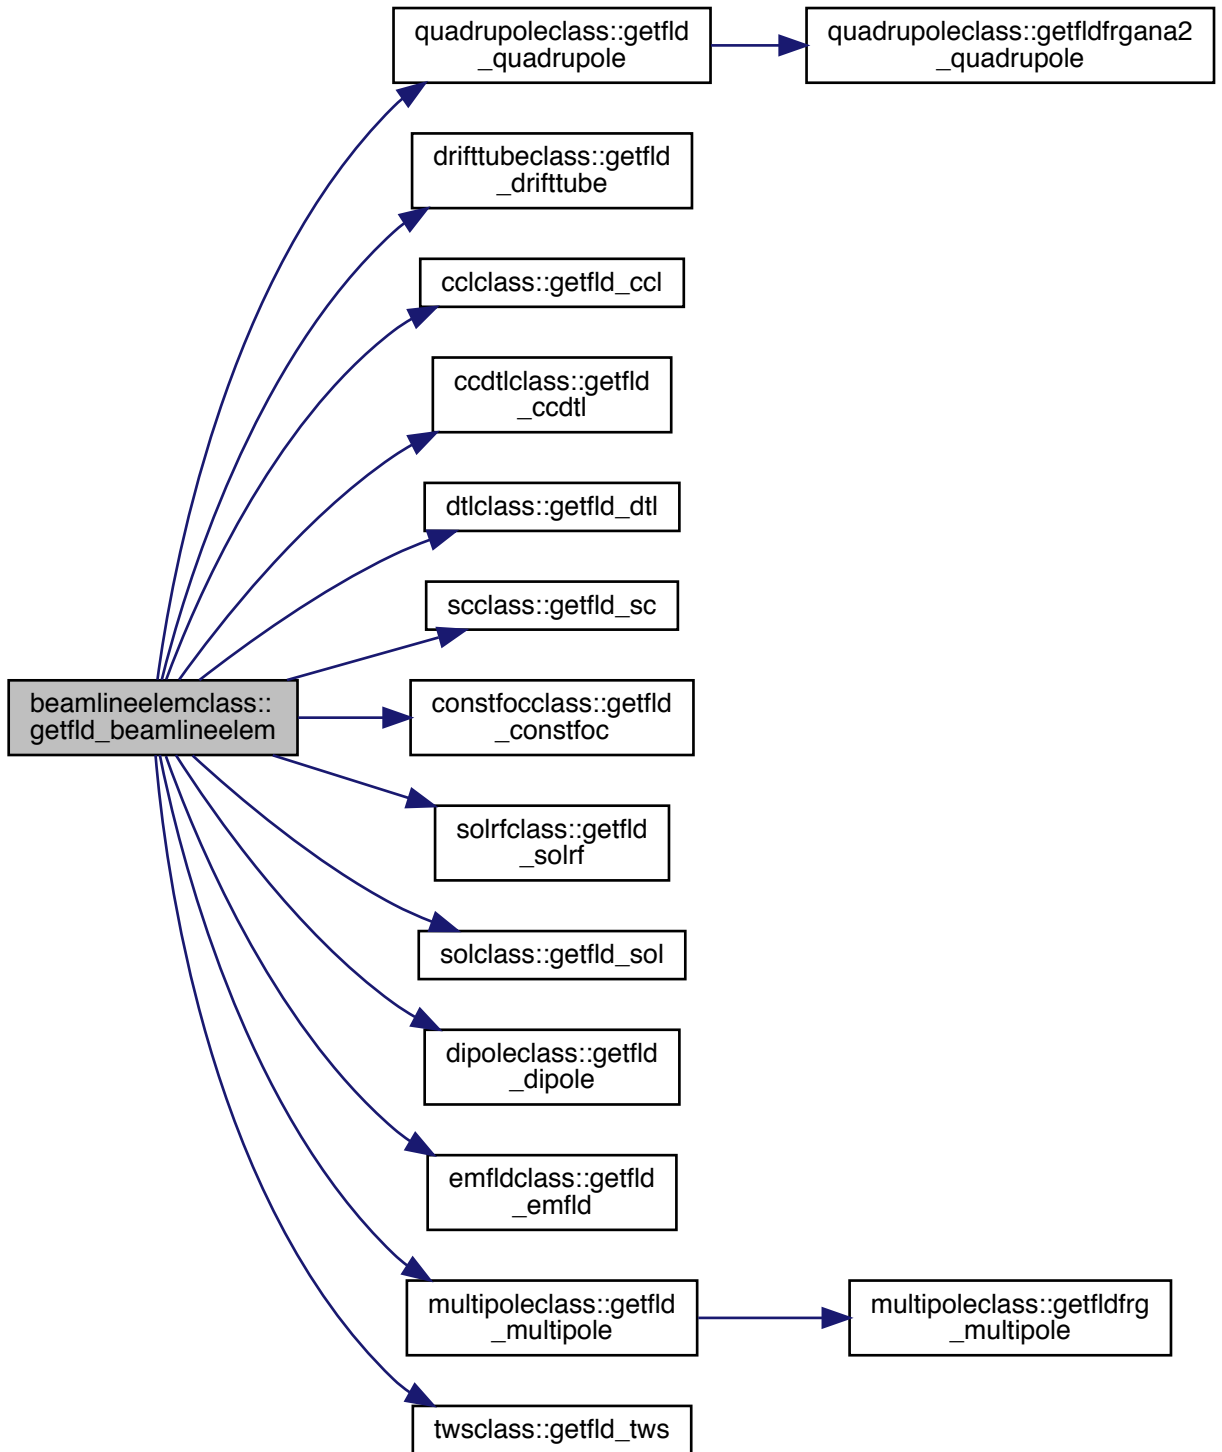 quadrupoleclass::getfld
_quadrupole
quadrupoleclass::getfldfrgana2
_quadrupole
drifttubeclass::getfld
_drifttube
cclclass::getfld_ccl
ccdtlclass::getfld
_ccdtl
dtlclass::getfld_dtl
scclass::getfld_sc
beamlineelemclass::
getfld_beamlineelem
constfocclass::getfld
_constfoc
solrfclass::getfld
_solrf
solclass::getfld_sol
dipoleclass::getfld
_dipole
emfldclass::getfld
_emfld
multipoleclass::getfld
_multipole
multipoleclass::getfldfrg
_multipole
twsclass::getfld_tws